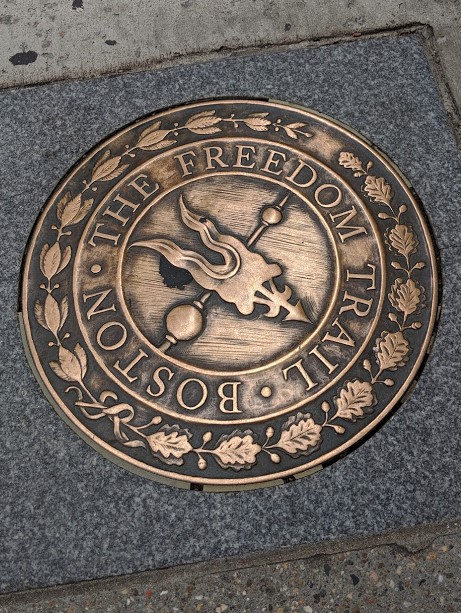 THE FREEDOM TRAIL • BOSTON •